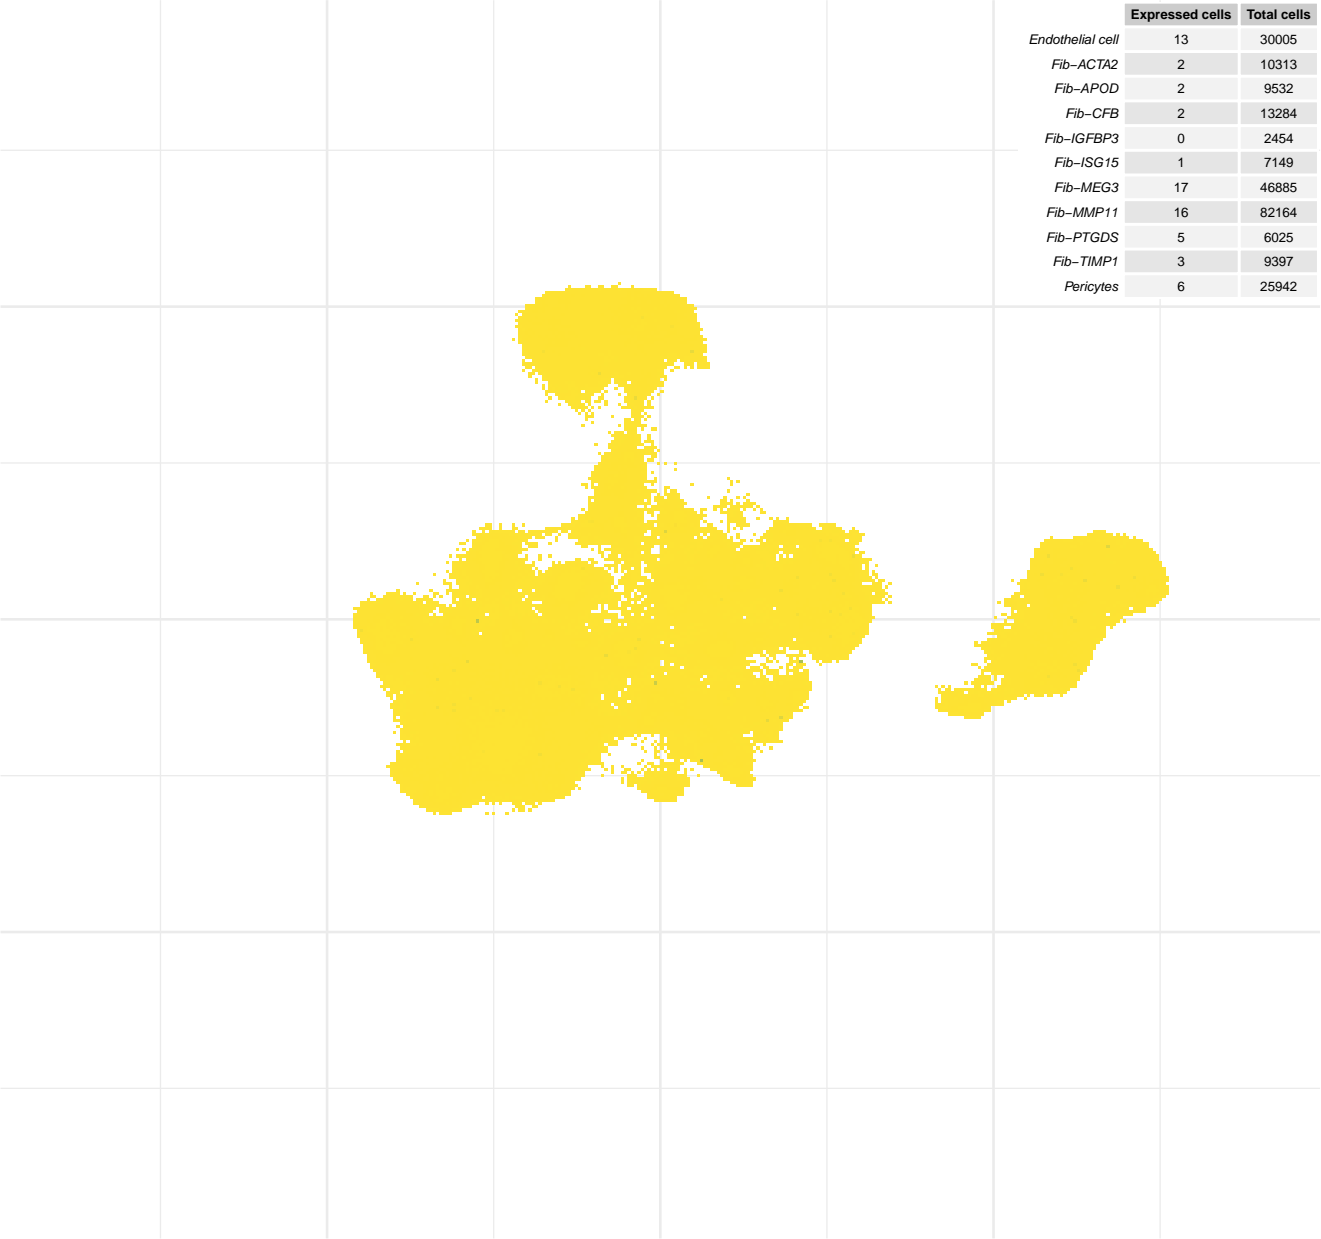 Expressed cells Total cells
Endothelial cell 13 30005
Fib−ACTA2 2 10313
Fib−APOD 2 9532
Fib−CFB 2 13284
Fib−IGFBP3 0 2454
Fib−ISG15 1 7149
Fib−MEG3 17 46885
Fib−MMP11 16 82164
Fib−PTGDS 5 6025
Fib−TIMP1 3 9397
Pericytes 6 25942